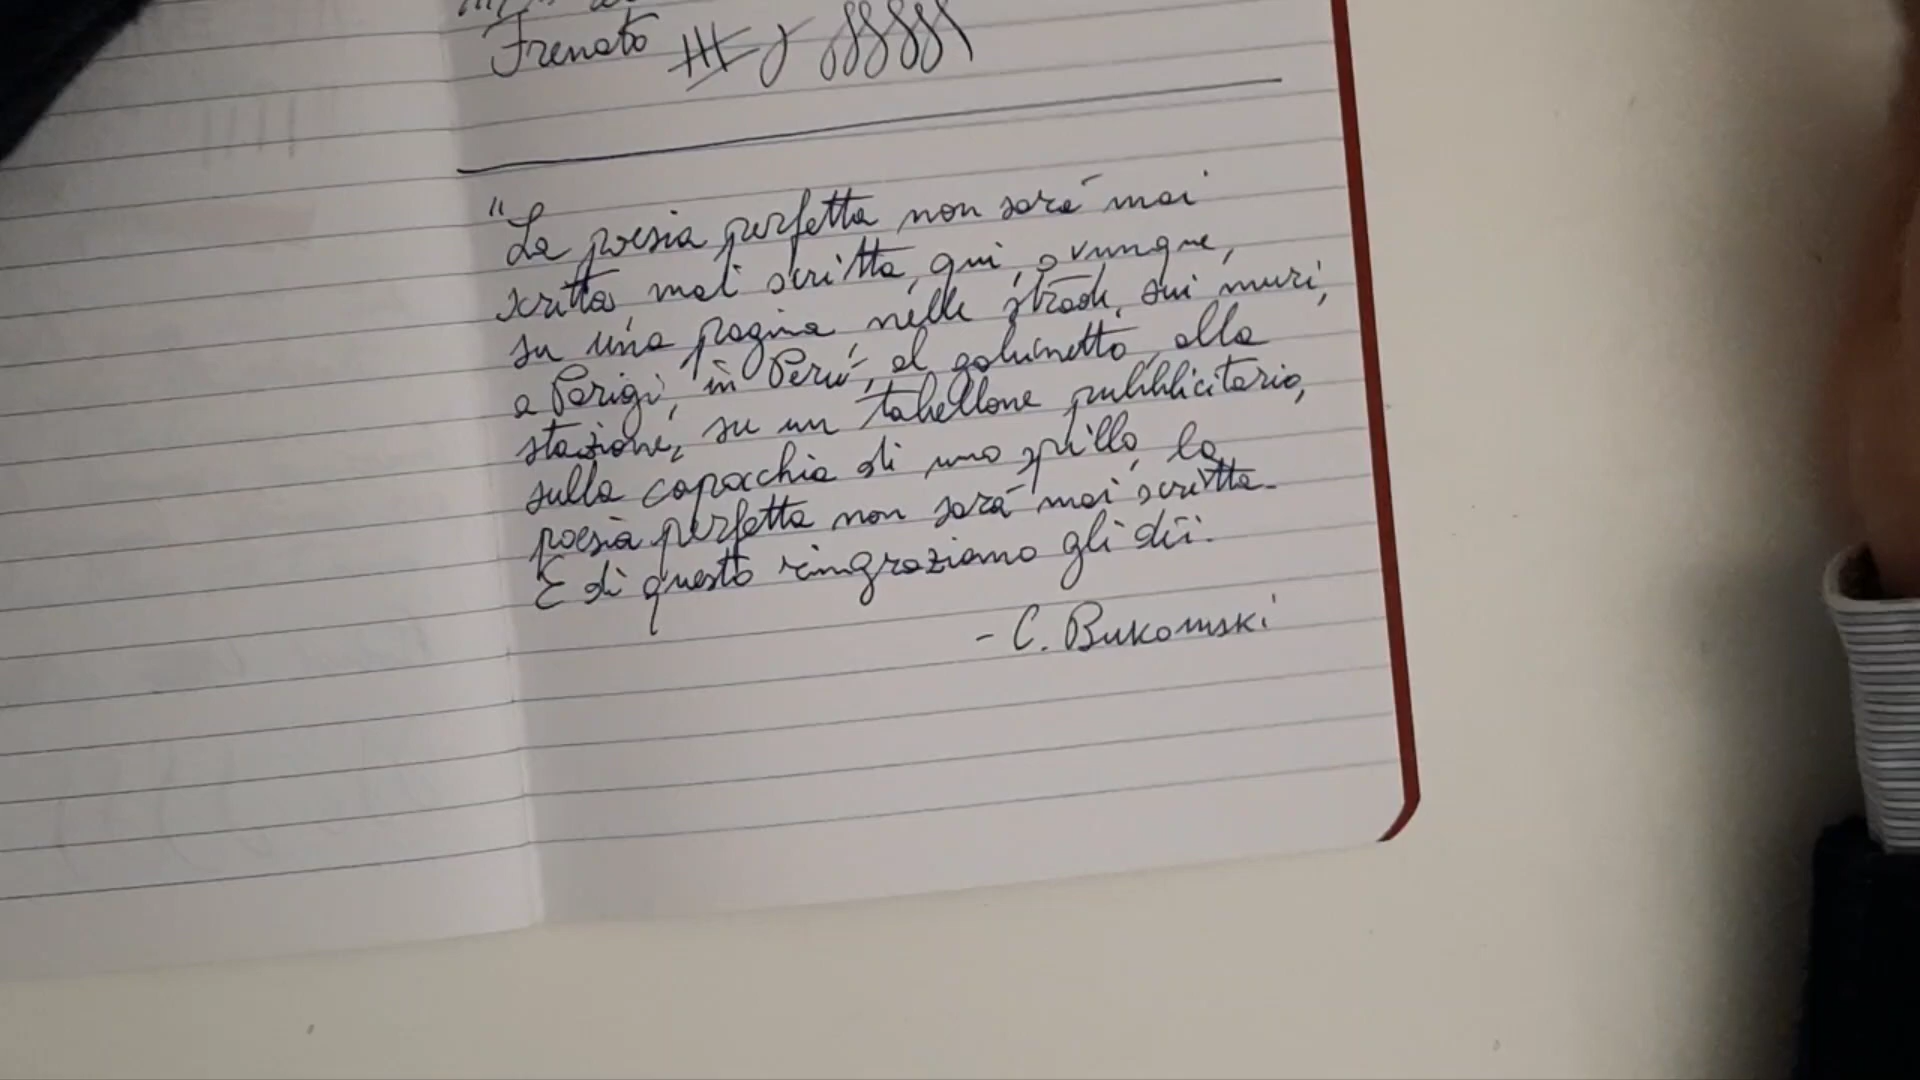 Frenato
"La poesia perfetta non sarà mai
scritta, mai scritta, qui, ovunque,
su una pagina, nelle strade, sui muri,
a Parigi, in Perù, al gabinetto, alla
stazione, su un tabellone pubblicitario,
sulla capocchia di uno spillo, la
poesia perfetta non sarà mai scritta.
E di questo ringraziamo gli dii.
- C. Bukowski